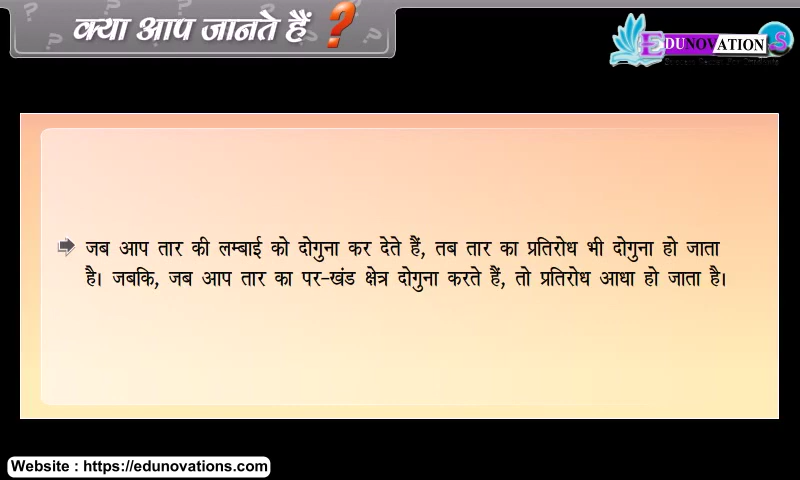 क्या आप जानते हैं ?
EDUNOVATIONS
जब आप तार की लम्बाई को दोगुना कर देते हैं, तब तार का प्रतिरोध भी दोगुना हो जाता
है। जबकि, जब आप तार का पर-खंड क्षेत्र दोगुना करते हैं, तो प्रतिरोध आधा हो जाता है।
Website : https://edunovations.com